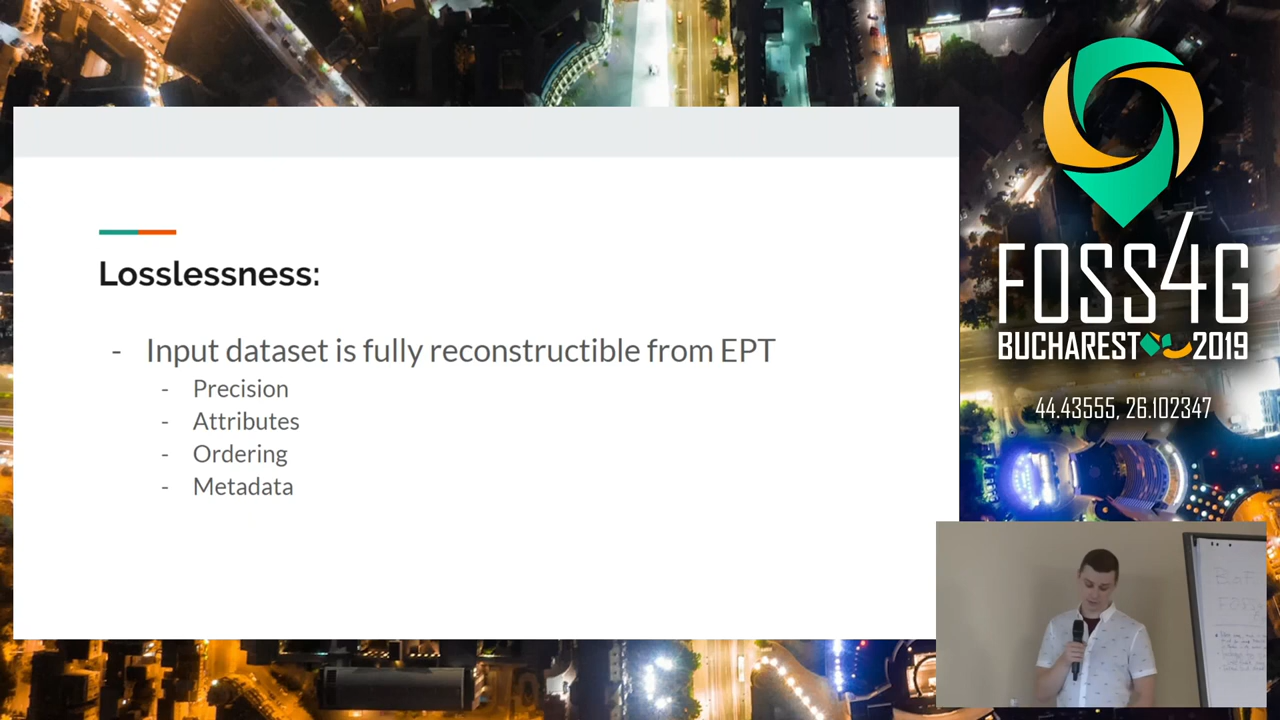 Losslessness:
- Input dataset is fully reconstructible from EPT
- Precision
- Attributes
- Ordering
- Metadata
FOSS4G
BUCHAREST 2019
44.43555, 26.102347
BoF